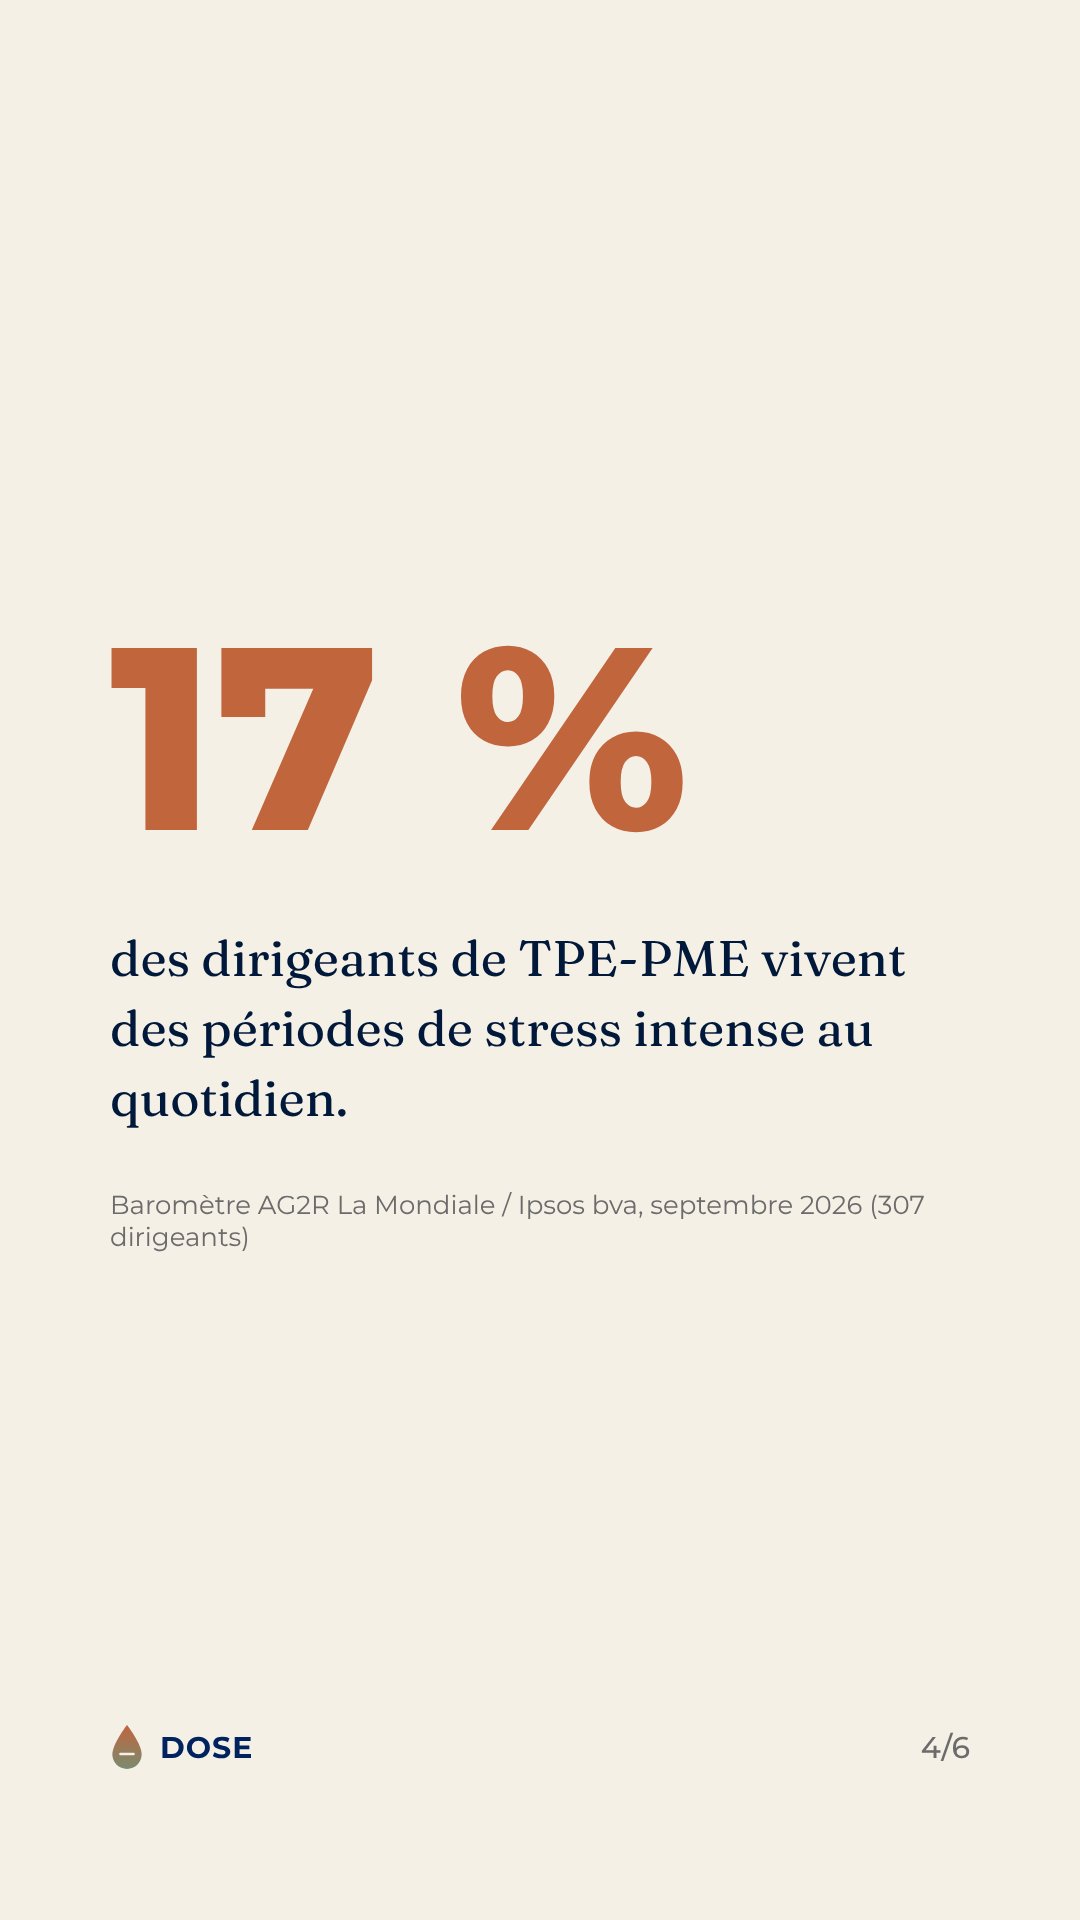 17 %
des dirigeants de TPE-PME vivent
des périodes de stress intense au
quotidien.
Baromètre AG2R La Mondiale / Ipsos bva, septembre 2026 (307
dirigeants)
DOSE
4/6